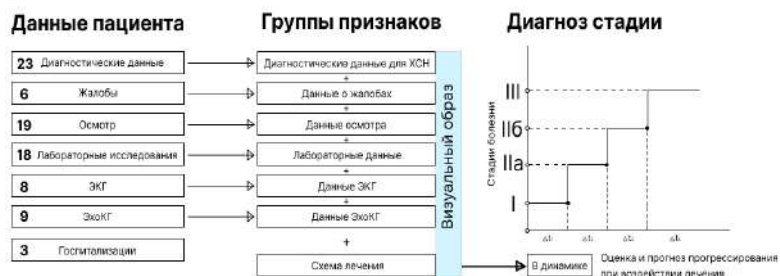 Данные пациента
Группы признаков
Диагноз стадии
23 Диагностические данные
6 Жалобы
19 Осмотр
18 Лабораторные исследования
8 ЭКГ
9 ЭхоКГ
3 Госпитализации
Диагностические данные для ХСН
+
Данные о жалобах
+
Данные осмотра
+
Лабораторные данные
+
Данные ЭКГ
+
Данные ЭхоКГ
+
Схема лечения
Визуальный образ
Стадии болезни
III
IIб
IIа
I
В динамике
Оценка и прогноз прогрессирования
при воздействии лечения